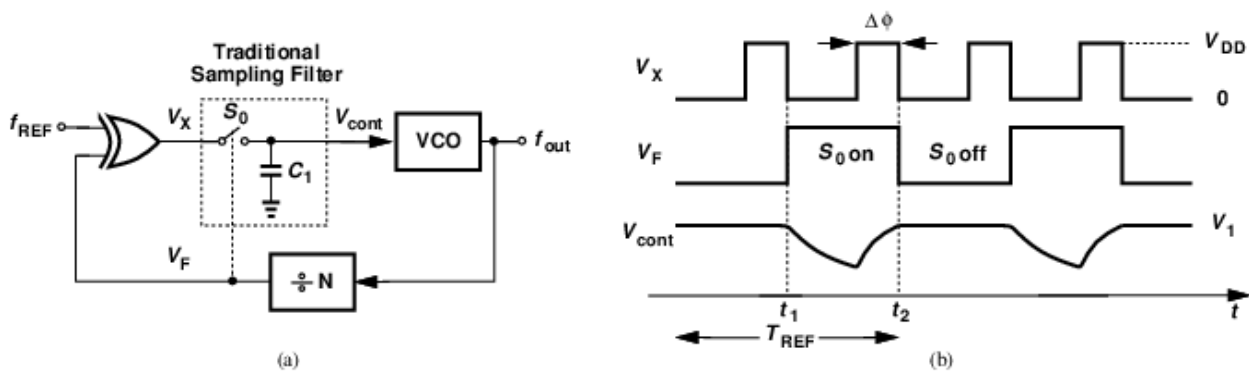 Traditional
Sampling Filter
f_REF
V_X
S_0
V_cont
C_1
VCO
f_out
V_F
÷ N
(a)
Δϕ
V_X
V_DD
0
V_F
S_0 on
S_0 off
V_cont
V_1
t_1
t_2
t
T_REF
(b)